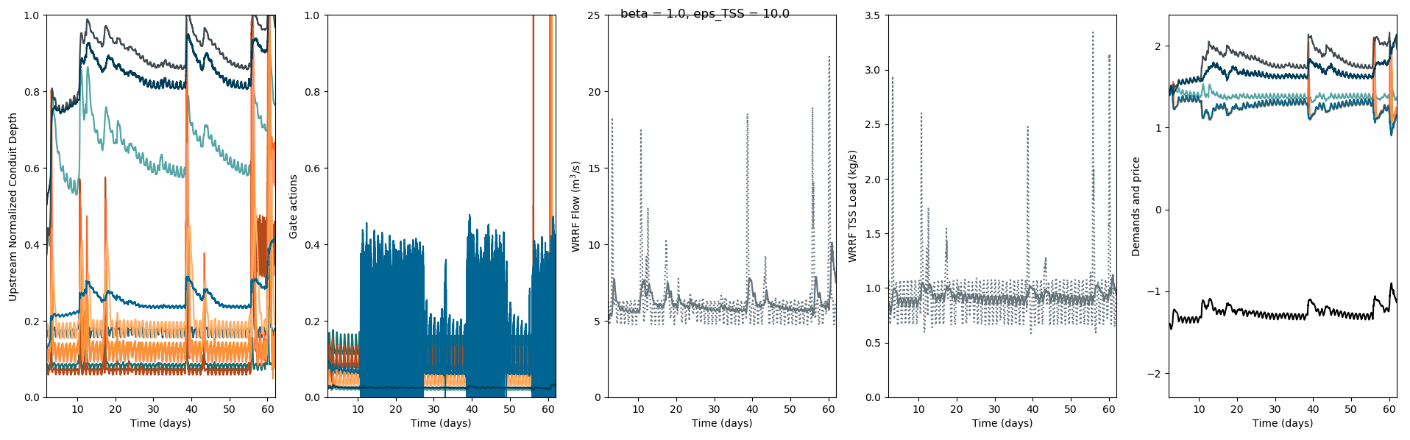 beta = 1.0, eps_TSS = 10.0
Upstream Normalized Conduit Depth
1.0
0.8
0.6
0.4
0.2
0.0
10 20 30 40 50 60
Time (days)
Gate actions
1.0
0.8
0.6
0.4
0.2
0.0
10 20 30 40 50 60
Time (days)
WRRF Flow (m³/s)
25
20
15
10
5
0
10 20 30 40 50 60
Time (days)
WRRF TSS Load (kg/s)
3.5
3.0
2.5
2.0
1.5
1.0
0.5
0.0
10 20 30 40 50 60
Time (days)
Demands and price
2
1
0
−1
−2
10 20 30 40 50 60
Time (days)